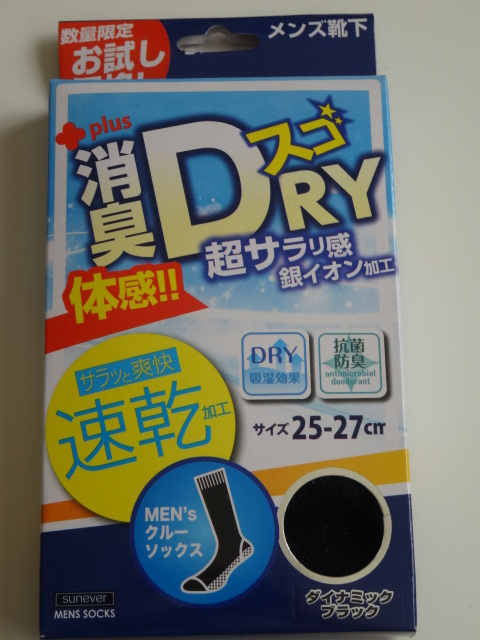 数量限定
お試し
メンズ靴下
plus
消臭
スゴ
DRY
超サラリ感
銀イオン加工
体感!!
サラッと爽快
速乾加工
DRY
吸湿効果
抗菌
防臭
antimicrobial
deodorant
サイズ 25-27cm
MEN's
クルー
ソックス
ダイナミック
ブラック
sunever
MENS SOCKS